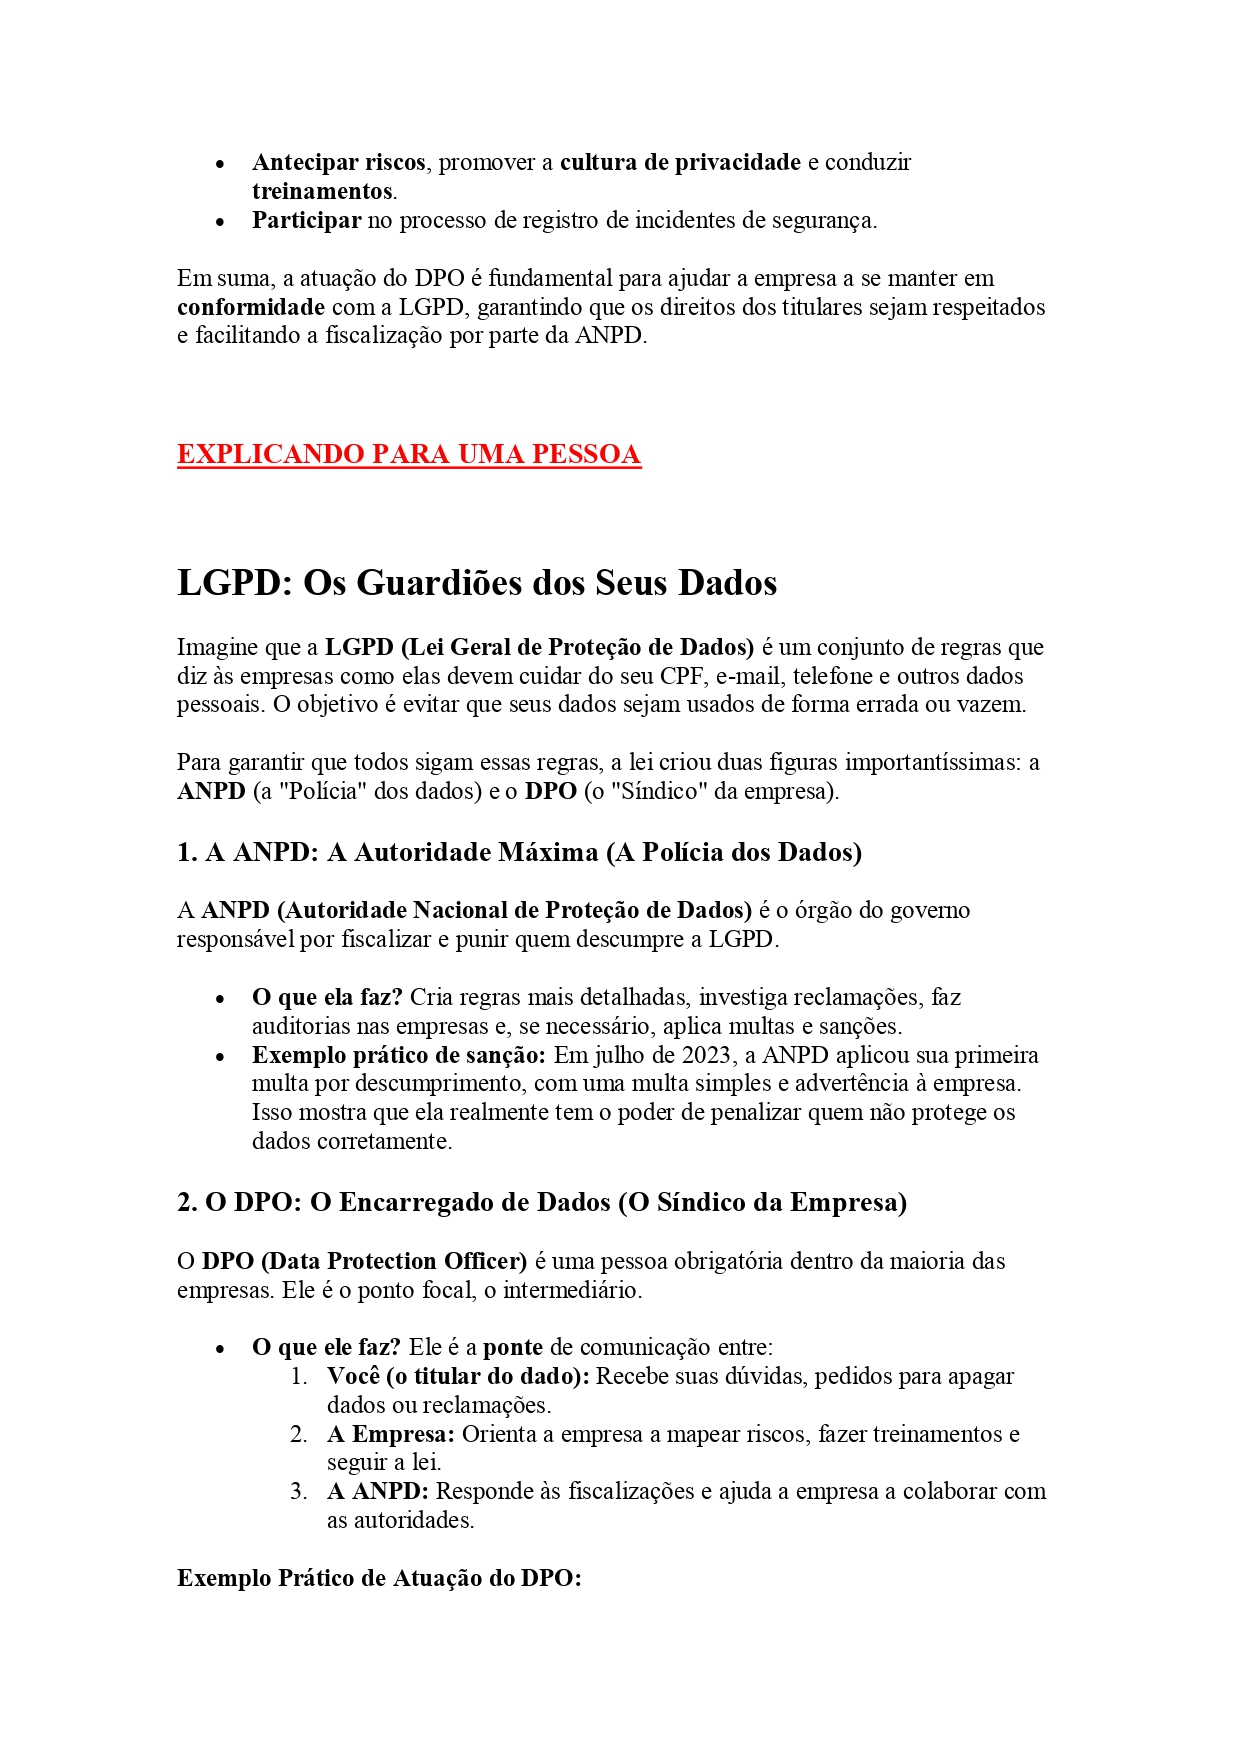 • Antecipar riscos, promover a cultura de privacidade e conduzir
treinamentos.
• Participar no processo de registro de incidentes de segurança.
Em suma, a atuação do DPO é fundamental para ajudar a empresa a se manter em
conformidade com a LGPD, garantindo que os direitos dos titulares sejam respeitados
e facilitando a fiscalização por parte da ANPD.
EXPLICANDO PARA UMA PESSOA
LGPD: Os Guardiões dos Seus Dados
Imagine que a LGPD (Lei Geral de Proteção de Dados) é um conjunto de regras que
diz às empresas como elas devem cuidar do seu CPF, e-mail, telefone e outros dados
pessoais. O objetivo é evitar que seus dados sejam usados de forma errada ou vazem.
Para garantir que todos sigam essas regras, a lei criou duas figuras importantíssimas: a
ANPD (a "Polícia" dos dados) e o DPO (o "Síndico" da empresa).
1. A ANPD: A Autoridade Máxima (A Polícia dos Dados)
A ANPD (Autoridade Nacional de Proteção de Dados) é o órgão do governo
responsável por fiscalizar e punir quem descumpre a LGPD.
• O que ela faz? Cria regras mais detalhadas, investiga reclamações, faz
auditorias nas empresas e, se necessário, aplica multas e sanções.
• Exemplo prático de sanção: Em julho de 2023, a ANPD aplicou sua primeira
multa por descumprimento, com uma multa simples e advertência à empresa.
Isso mostra que ela realmente tem o poder de penalizar quem não protege os
dados corretamente.
2. O DPO: O Encarregado de Dados (O Síndico da Empresa)
O DPO (Data Protection Officer) é uma pessoa obrigatória dentro da maioria das
empresas. Ele é o ponto focal, o intermediário.
• O que ele faz? Ele é a ponte de comunicação entre:
1. Você (o titular do dado): Recebe suas dúvidas, pedidos para apagar
dados ou reclamações.
2. A Empresa: Orienta a empresa a mapear riscos, fazer treinamentos e
seguir a lei.
3. A ANPD: Responde às fiscalizações e ajuda a empresa a colaborar com
as autoridades.
Exemplo Prático de Atuação do DPO: